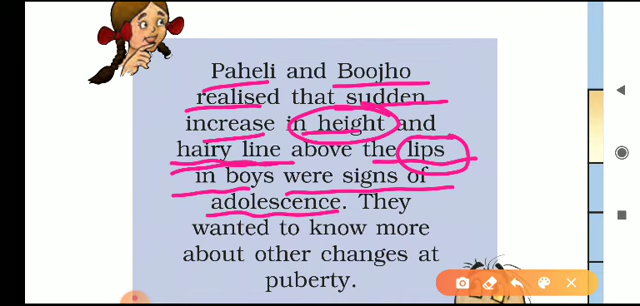 Paheli and Boojho
realised that sudden
increase in height and
hairy line above the lips
in boys were signs of
adolescence. They
wanted to know more
about other changes at
puberty.